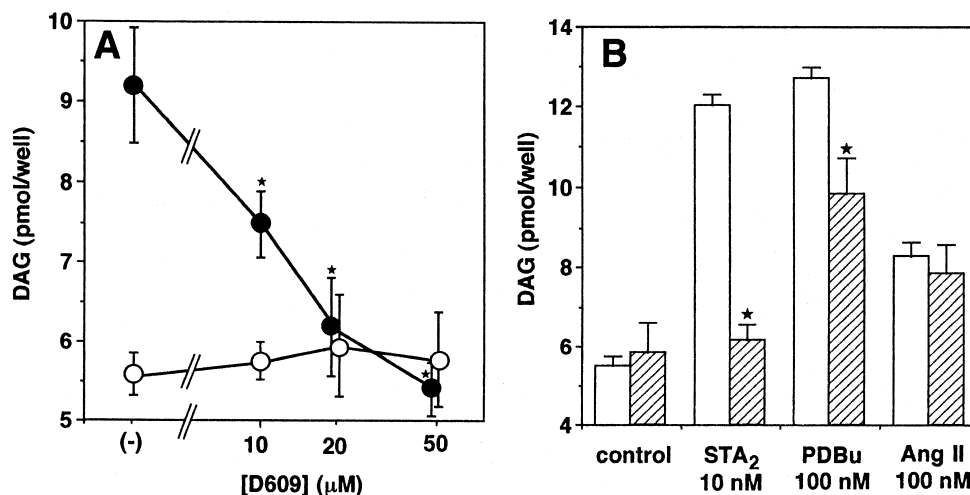 A
DAG (pmol/well)
10
9
8
7
6
5
(-)
10
20
50
[D609] (μM)
B
DAG (pmol/well)
14
12
10
8
6
4
control
STA2
10 nM
PDBu
100 nM
Ang II
100 nM